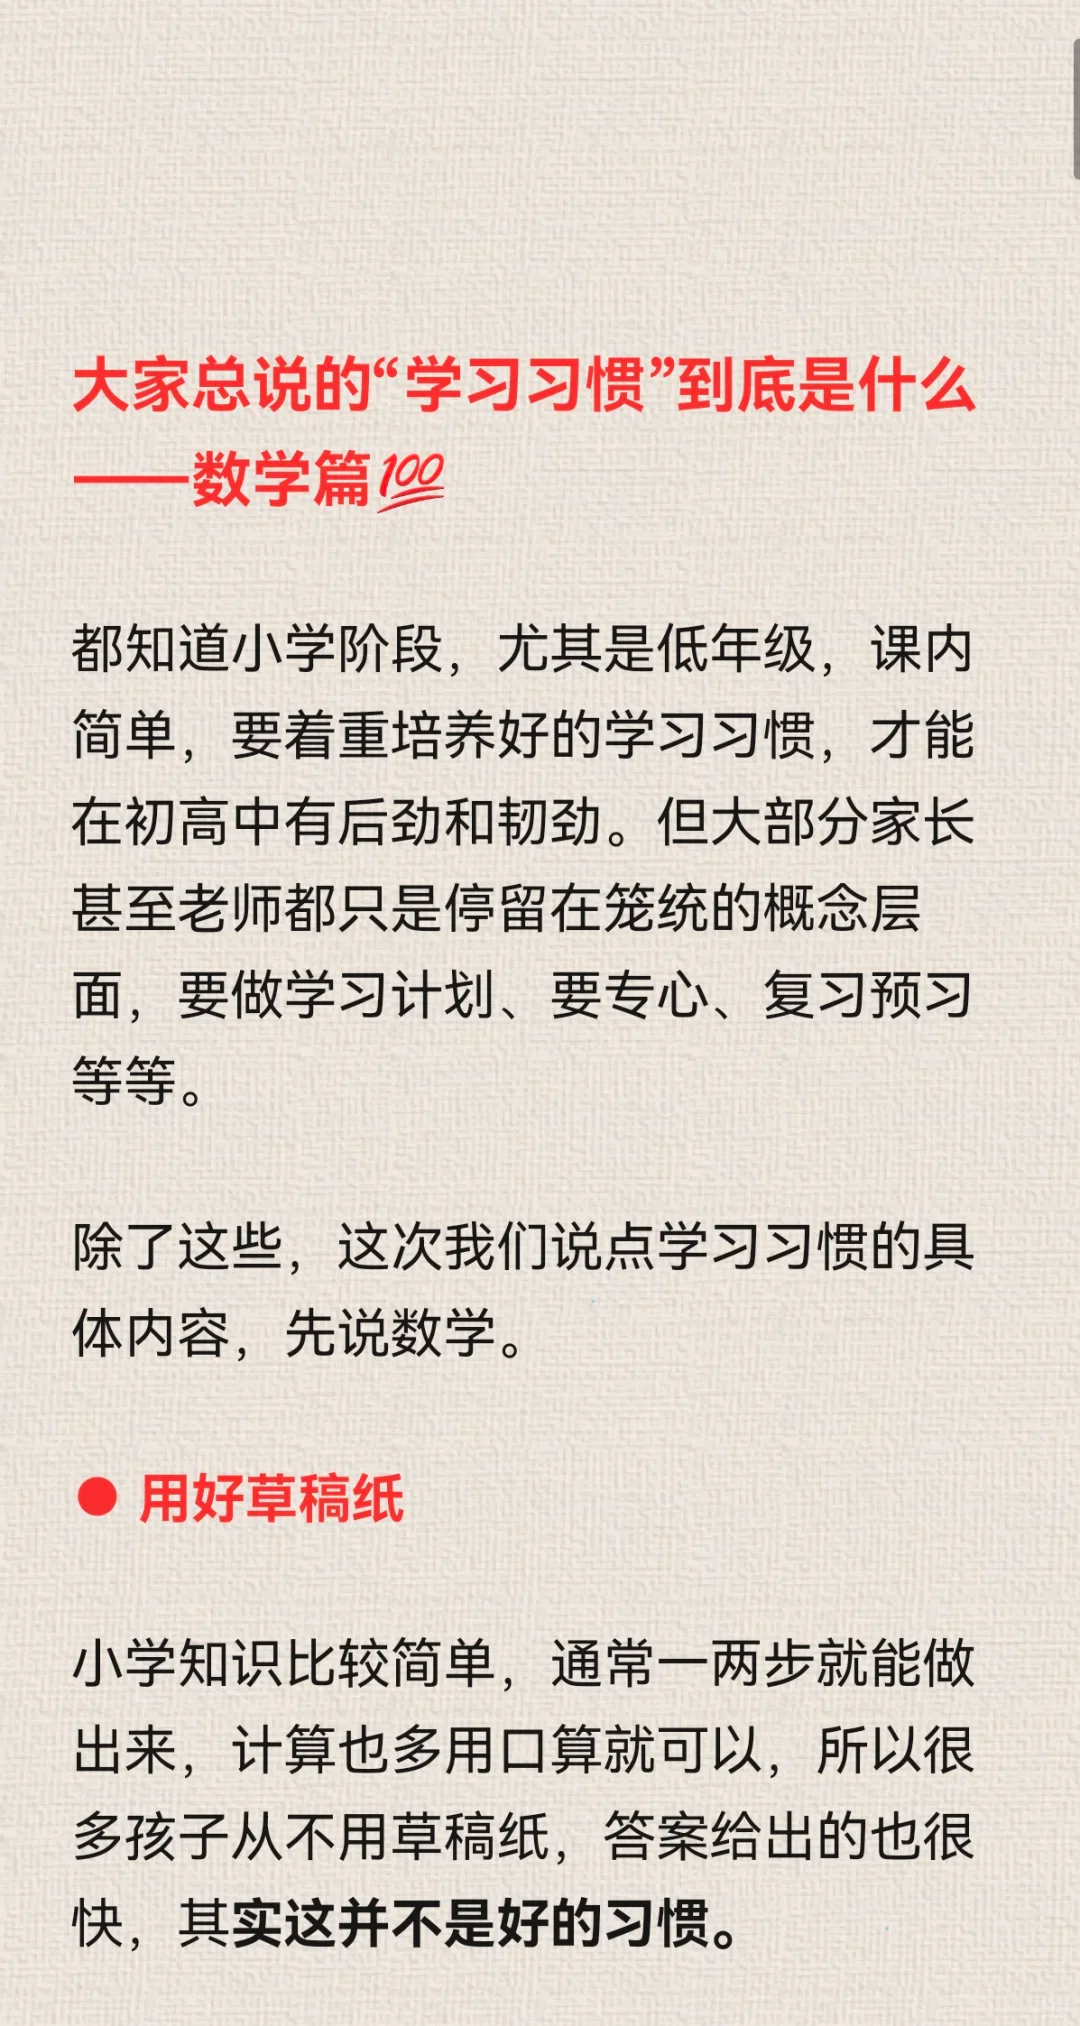 大家总说的“学习习惯”到底是什么
——数学篇💯
都知道小学阶段，尤其是低年级，课内
简单，要着重培养好的学习习惯，才能
在初高中有后劲和韧劲。但大部分家长
甚至老师都只是停留在笼统的概念层
面，要做学习计划、要专心、复习预习
等等。
除了这些，这次我们说点学习习惯的具
体内容，先说数学。
● 用好草稿纸
小学知识比较简单，通常一两步就能做
出来，计算也多用口算就可以，所以很
多孩子从不用草稿纸，答案给出的也很
快，其实这并不是好的习惯。